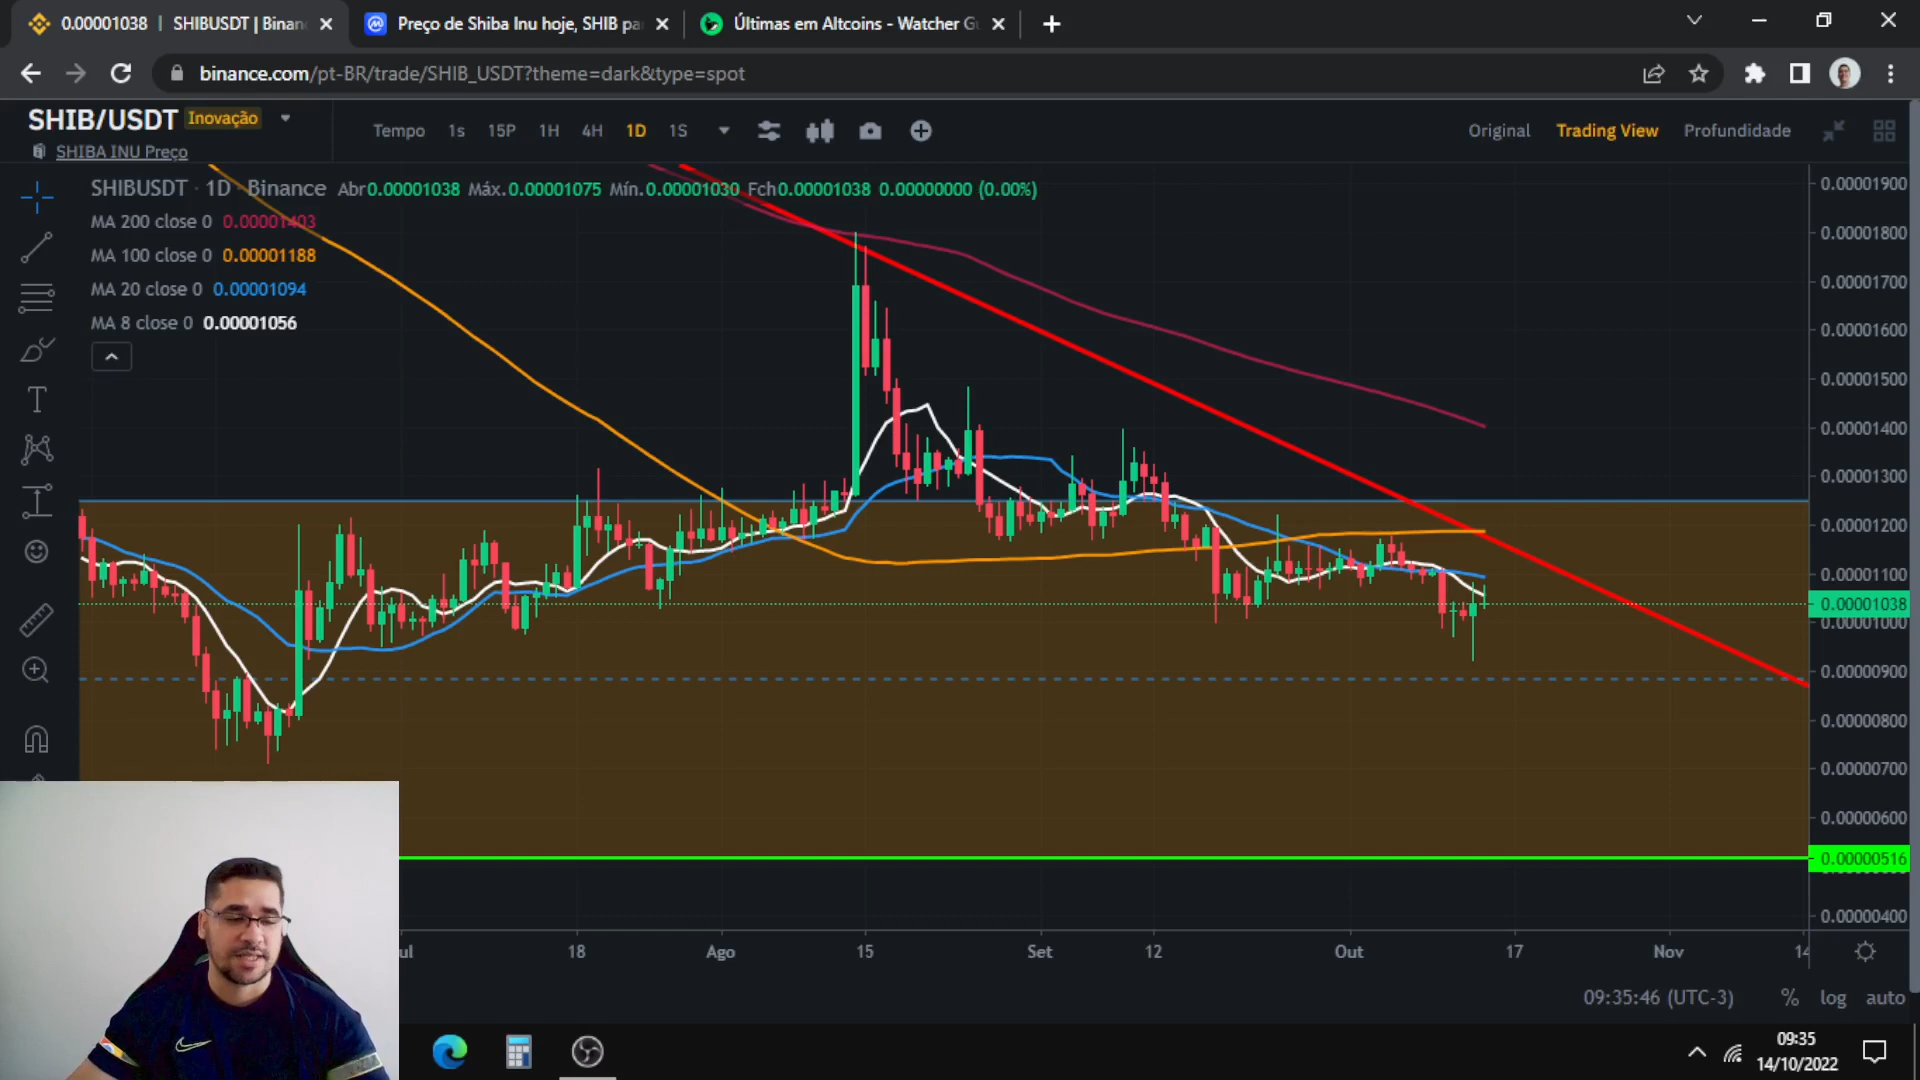 0.00001038 | SHIBUSDT | Binan
Preço de Shiba Inu hoje, SHIB pa
Últimas em Altcoins - Watcher G
binance.com/pt-BR/trade/SHIB_USDT?theme=dark&type=spot
SHIB/USDT Inovação
SHIBA INU Preço
Tempo 1s 15P 1H 4H 1D 1S
Original Trading View Profundidade
SHIBUSDT · 1D · Binance Abr0.00001038 Máx.0.00001075 Mín.0.00001030 Fch0.00001038 0.00000000 (0.00%)
MA 200 close 0 0.00001403
MA 100 close 0 0.00001188
MA 20 close 0 0.00001094
MA 8 close 0 0.00001056
0.00001900
0.00001800
0.00001700
0.00001600
0.00001500
0.00001400
0.00001300
0.00001200
0.00001100
0.00001038
0.00001000
0.00000900
0.00000800
0.00000700
0.00000600
0.00000516
0.00000400
ul 18 Ago 15 Set 12 Out 17 Nov 14
09:35:46 (UTC-3) % log auto
09:35
14/10/2022